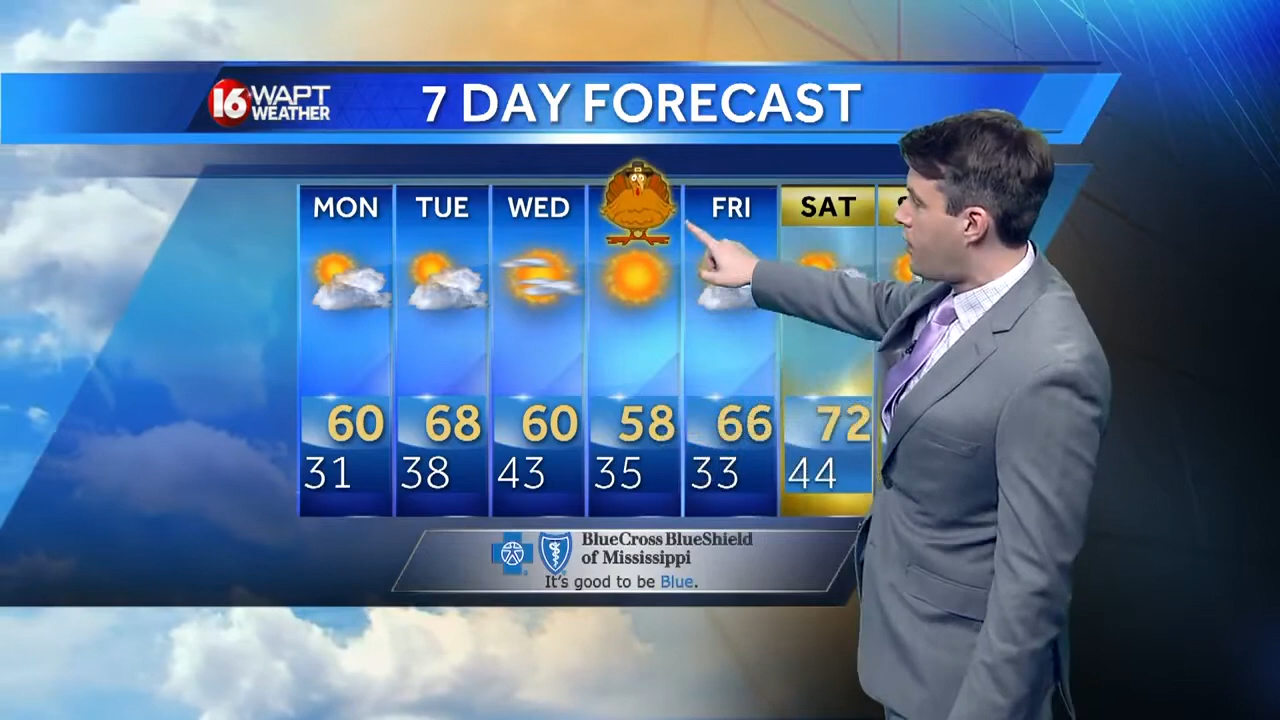 16 WAPT
WEATHER
7 DAY FORECAST
MON TUE WED FRI SAT
60 68 60 58 66 72
31 38 43 35 33 44
BlueCross BlueShield
of Mississippi
It's good to be Blue.